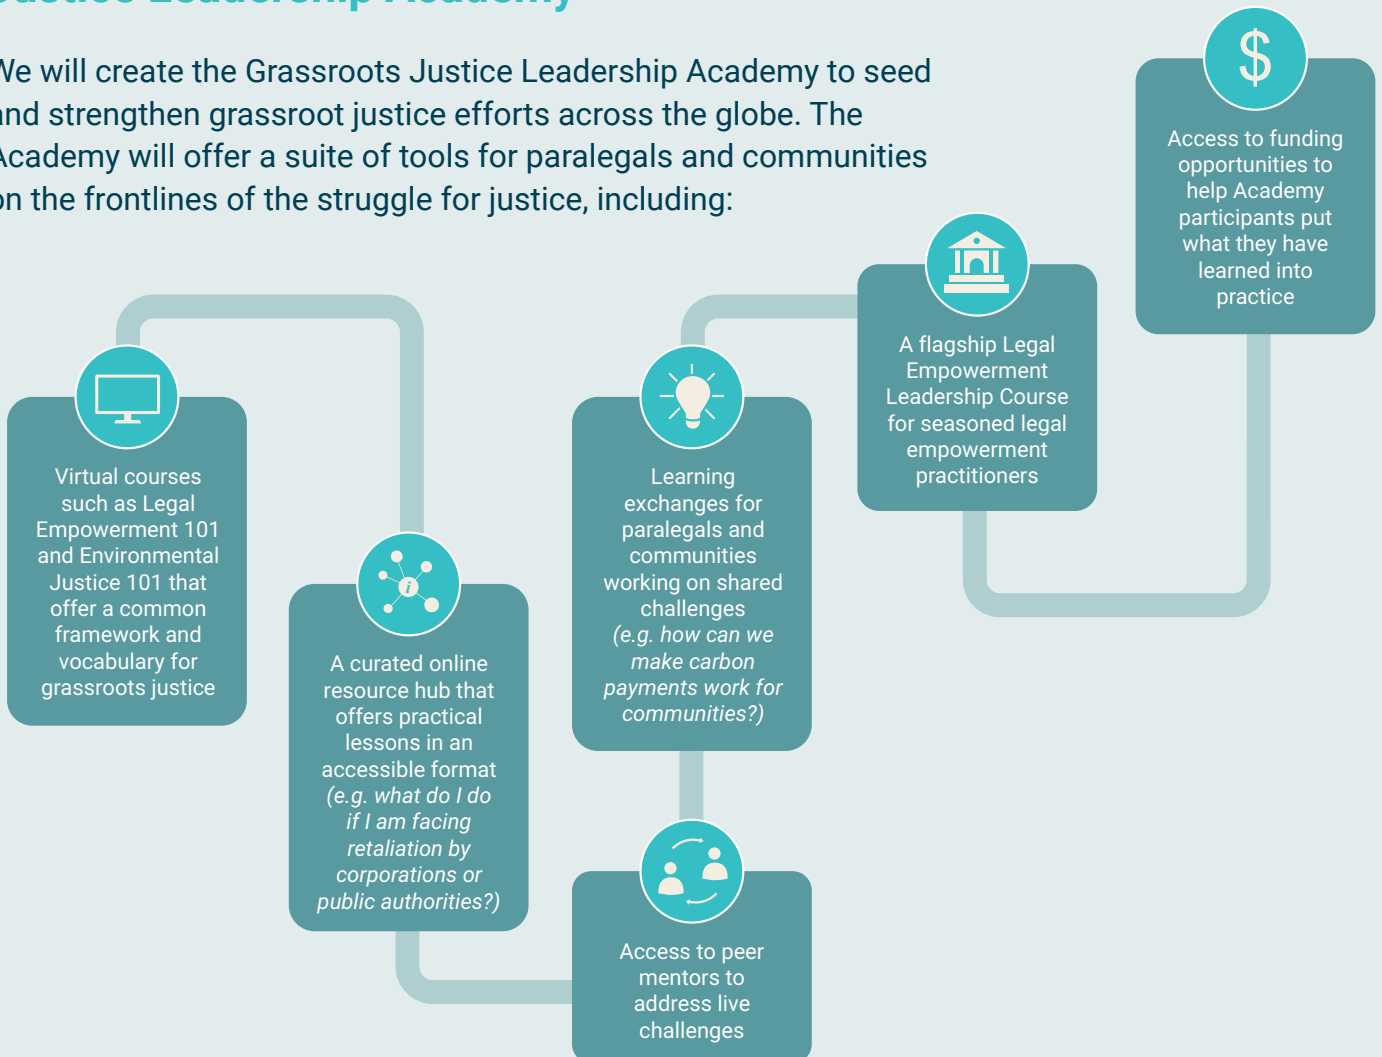 Justice Leadership Academy
We will create the Grassroots Justice Leadership Academy to seed
and strengthen grassroot justice efforts across the globe. The
Academy will offer a suite of tools for paralegals and communities
on the frontlines of the struggle for justice, including:
Virtual courses
such as Legal
Empowerment 101
and Environmental
Justice 101 that
offer a common
framework and
vocabulary for
grassroots justice
i
A curated online
resource hub that
offers practical
lessons in an
accessible format
(e.g. what do I do
if I am facing
retaliation by
corporations or
public authorities?)
Access to peer
mentors to
address live
challenges
Learning
exchanges for
paralegals and
communities
working on shared
challenges
(e.g. how can we
make carbon
payments work for
communities?)
A flagship Legal
Empowerment
Leadership Course
for seasoned legal
empowerment
practitioners
$
Access to funding
opportunities to
help Academy
participants put
what they have
learned into
practice